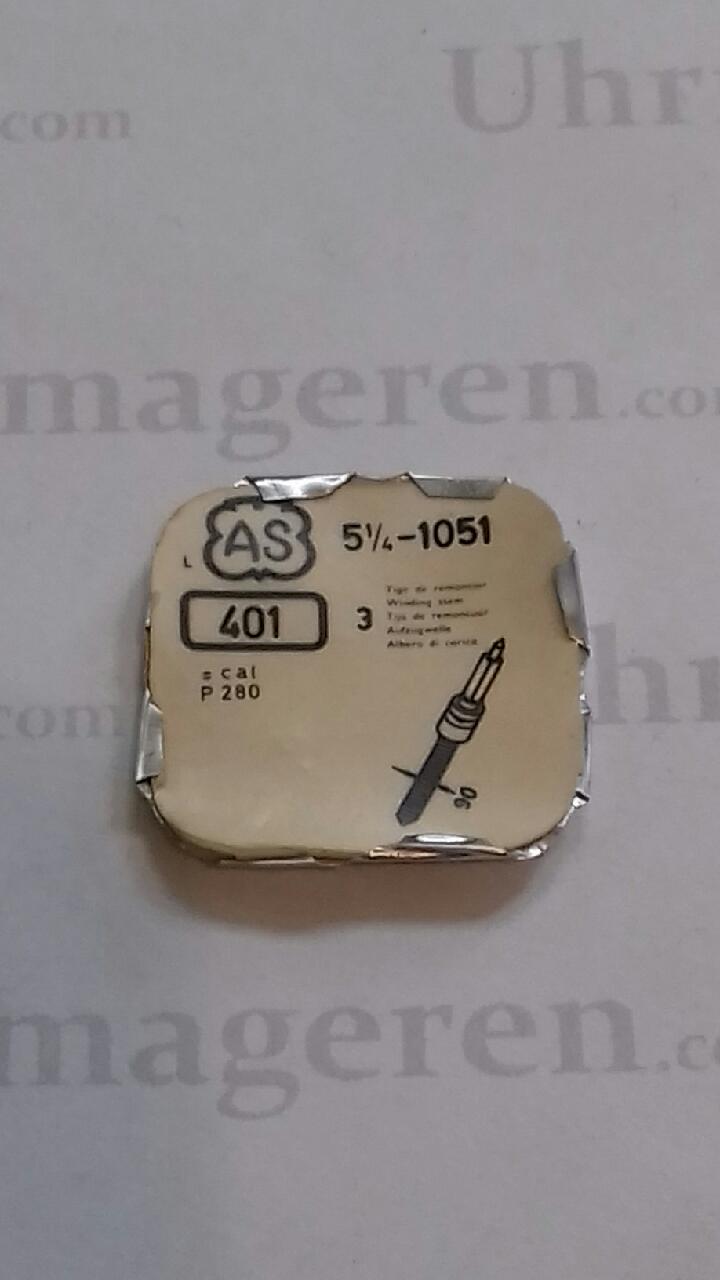 .com
Uhr
mageren.co
L AS 5¼-1051
401 3
Tige de remontoir
Winding stem
Tija de remontuar
Aufzugwelle
Albero di carica
= cal
P 280
90
hr
com
mageren.c